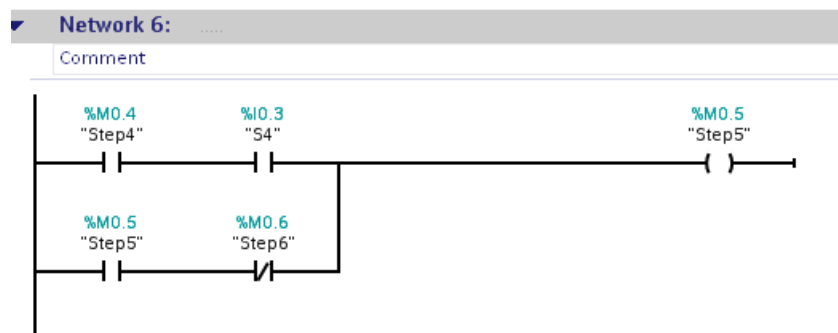 Network 6: .....
Comment
%M0.4 %I0.3 %M0.5
"Step4" "S4" "Step5"
%M0.5 %M0.6
"Step5" "Step6"